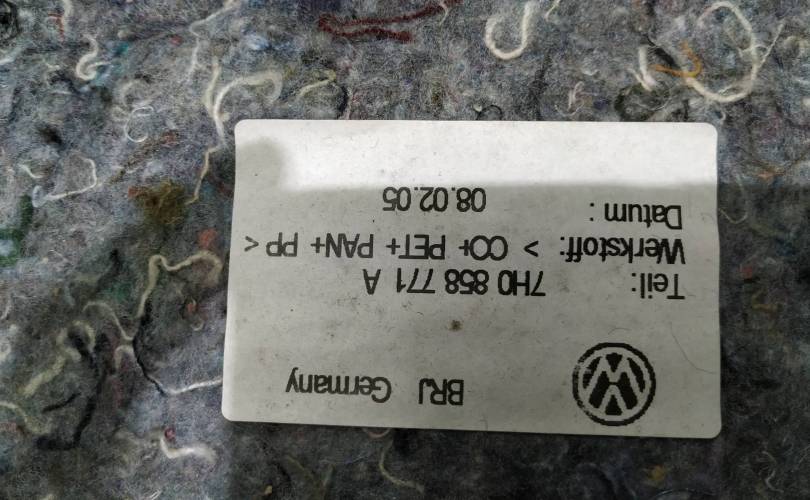 BRJ Germany
Teil: 7H0 858 771 A
Werkstoff: > CO+ PET+ PAN+ PP <
Datum : 08.02.05